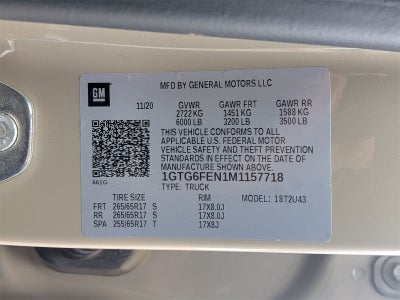 GM
MFD BY GENERAL MOTORS LLC
11/20 GVWR GAWR FRT GAWR RR
2722 KG 1451 KG 1588 KG
6000 LB 3200 LB 3500 LB
THIS VEHICLE CONFORMS TO ALL
APPLICABLE U.S. FEDERAL MOTOR
VEHICLE SAFETY, BUMPER, AND THEFT
PREVENTION STANDARDS IN EFFECT ON
THE DATE OF MANUFACTURE SHOWN
ABOVE.
661G
1GTG6FEN1M1157718
TYPE: TRUCK
TIRE SIZE RIM MODEL: 18T2U43
FRT 265/65R17 S 17X8.0J
RR 265/65R17 S 17X8.0J
SPA 255/65R17 T 17X8J